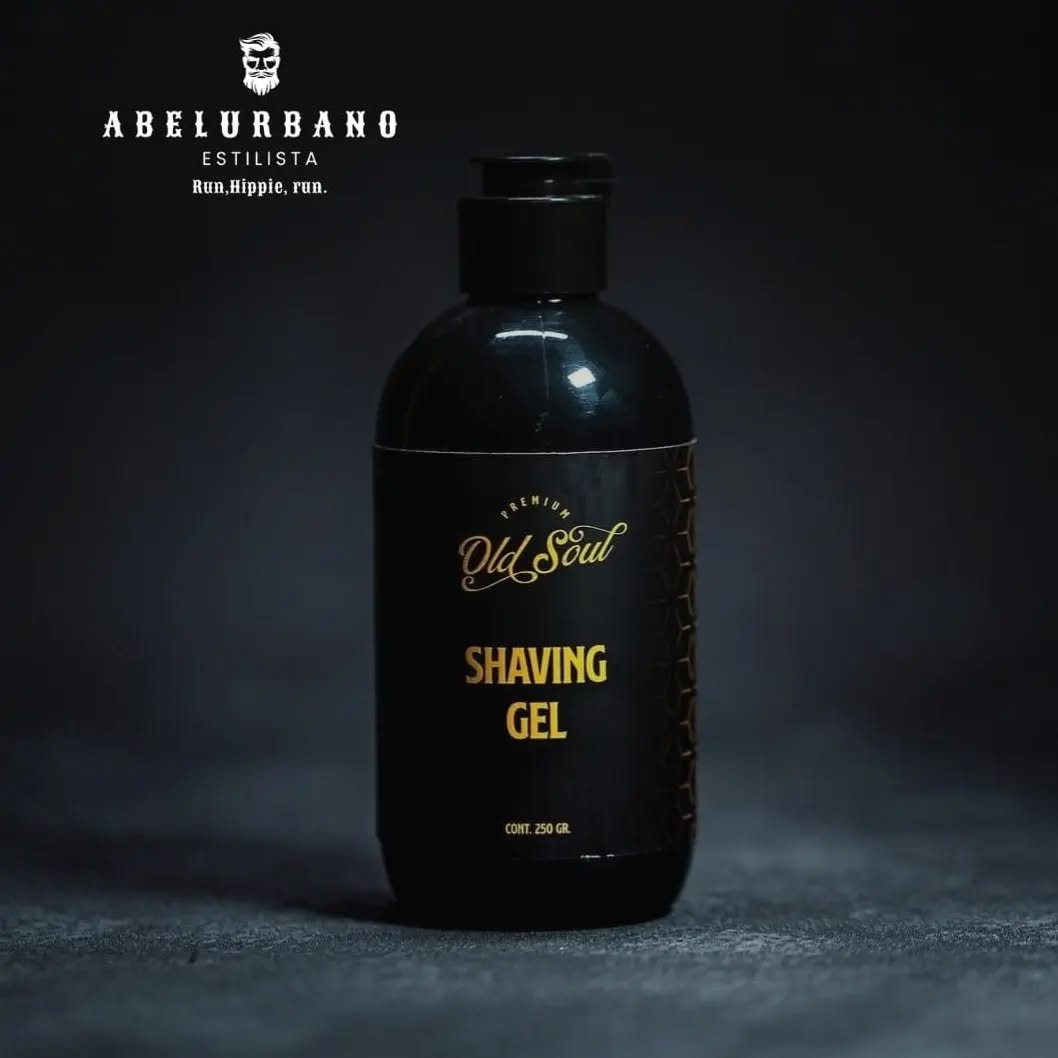 ABELURBANO
ESTILISTA
Run,Hippie, run.
PREMIUM
Old Soul
SHAVING
GEL
CONT. 250 GR.